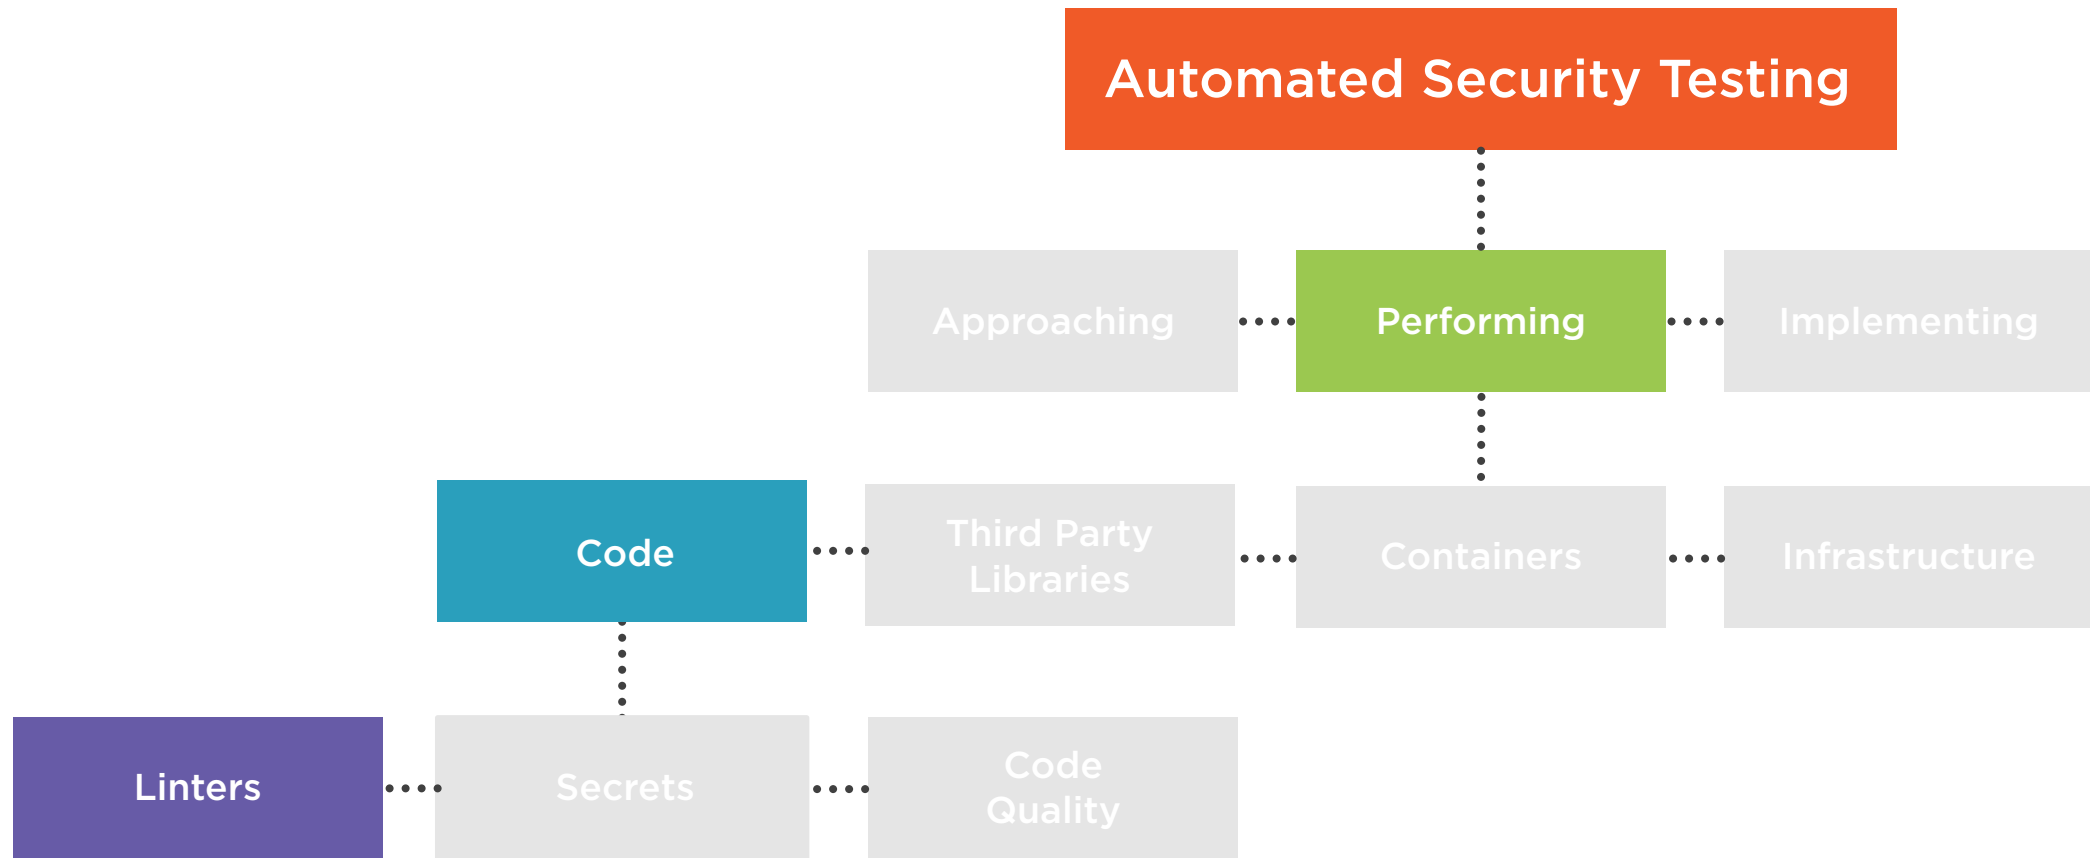 Automated Security Testing
Approaching
Performing
Implementing
Code
Third Party
Libraries
Containers
Infrastructure
Linters
Secrets
Code
Quality